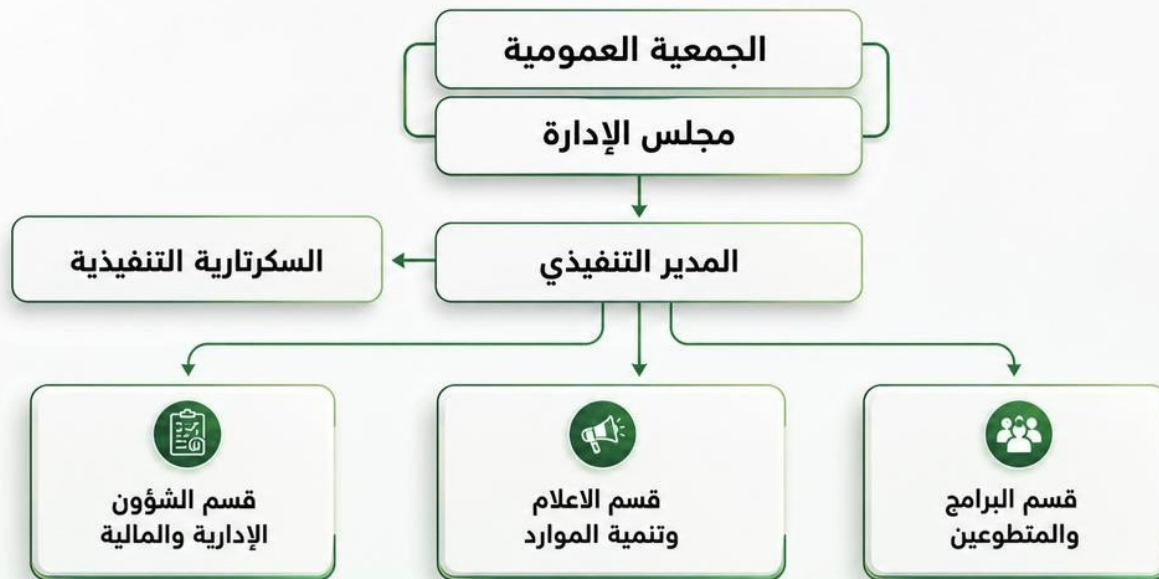 الجمعية العمومية
مجلس الإدارة
المدير التنفيذي
السكرتارية التنفيذية
قسم البرامج
والمتطوعين
قسم الاعلام
وتنمية الموارد
قسم الشؤون
الإدارية والمالية